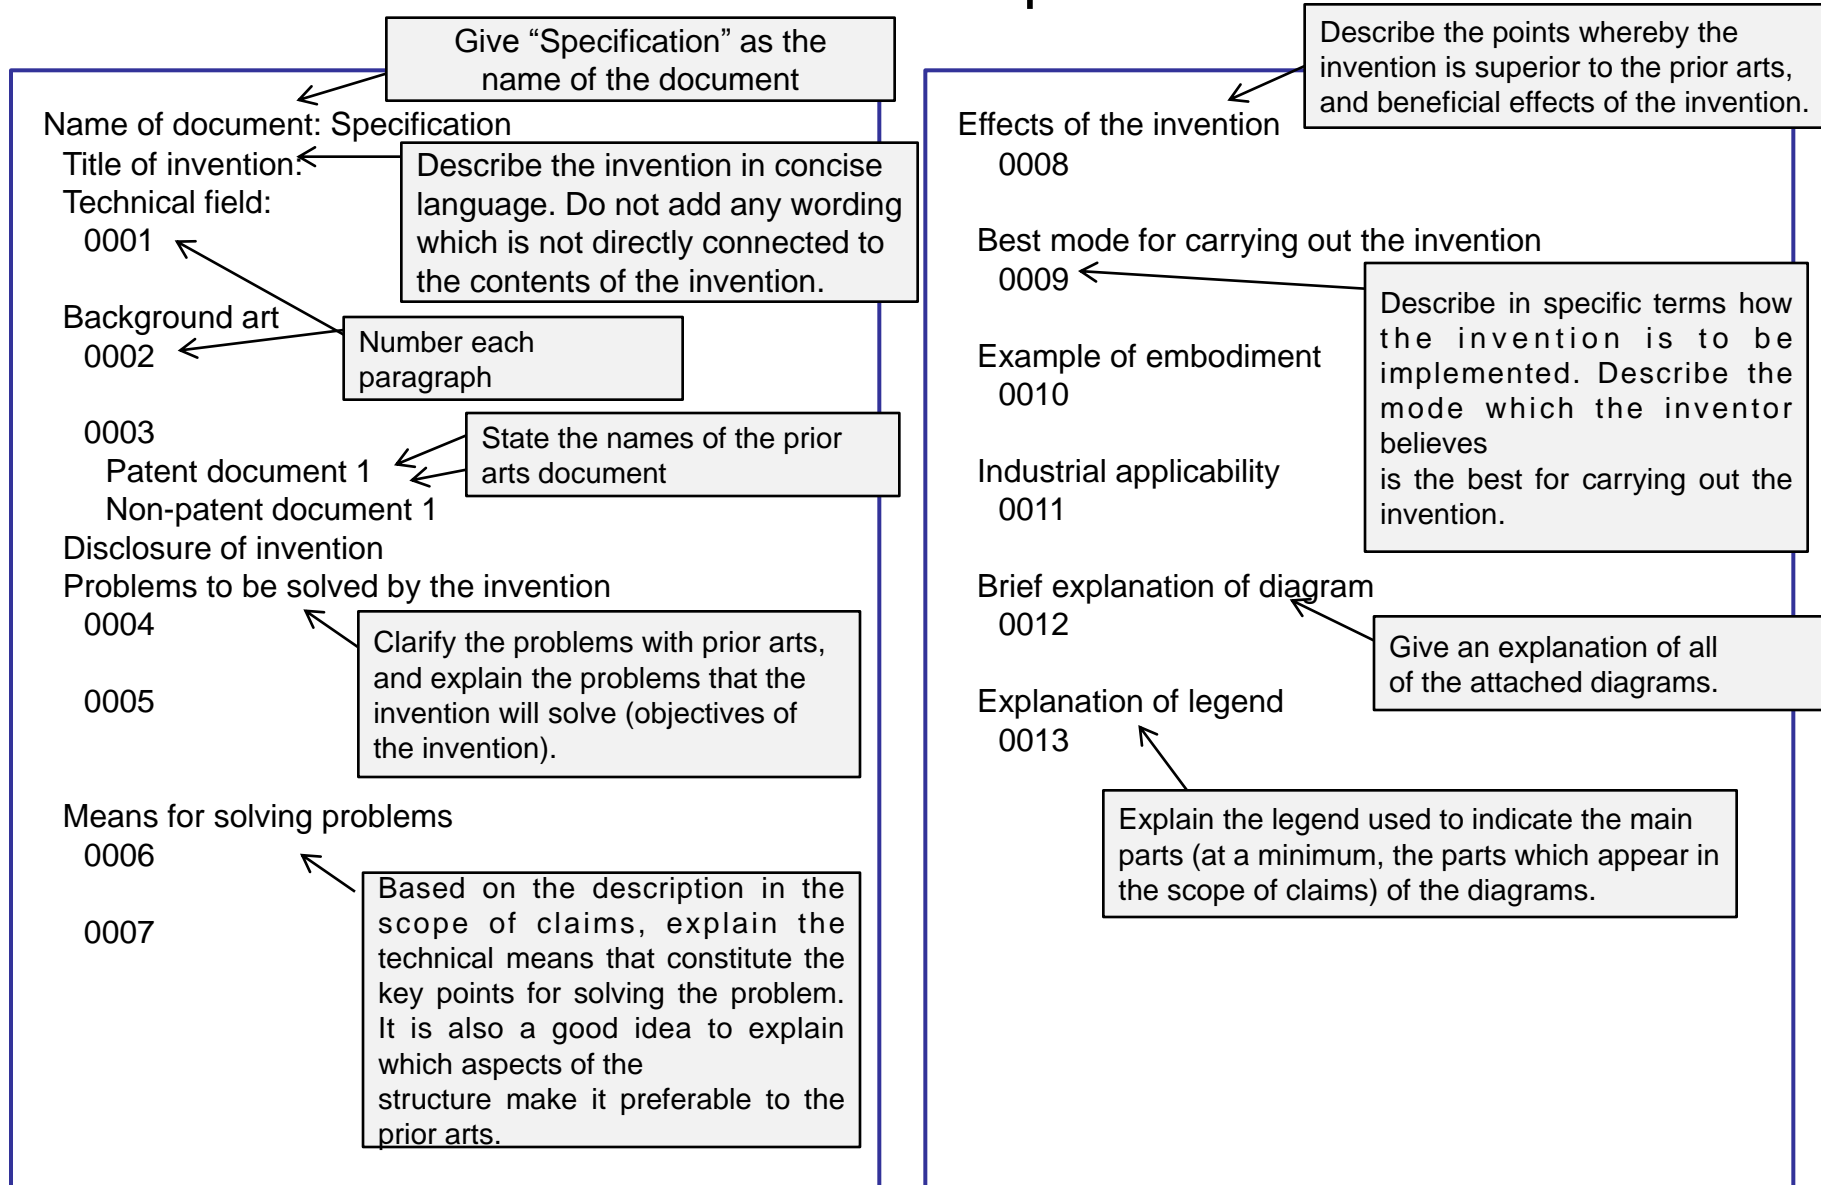 Give “Specification” as the
name of the document
Name of document: Specification
Title of invention:
Describe the invention in concise
language. Do not add any wording
which is not directly connected to
the contents of the invention.
Technical field:
0001
Background art
0002
Number each
paragraph
0003
Patent document 1
Non-patent document 1
State the names of the prior
arts document
Disclosure of invention
Problems to be solved by the invention
0004
0005
Clarify the problems with prior arts,
and explain the problems that the
invention will solve (objectives of
the invention).
Means for solving problems
0006
0007
Based on the description in the
scope of claims, explain the
technical means that constitute the
key points for solving the problem.
It is also a good idea to explain
which aspects of the
structure make it preferable to the
prior arts.
Describe the points whereby the
invention is superior to the prior arts,
and beneficial effects of the invention.
Effects of the invention
0008
Best mode for carrying out the invention
0009
Describe in specific terms how
the invention is to be
implemented. Describe the
mode which the inventor
believes
is the best for carrying out the
invention.
Example of embodiment
0010
Industrial applicability
0011
Brief explanation of diagram
0012
Give an explanation of all
of the attached diagrams.
Explanation of legend
0013
Explain the legend used to indicate the main
parts (at a minimum, the parts which appear in
the scope of claims) of the diagrams.